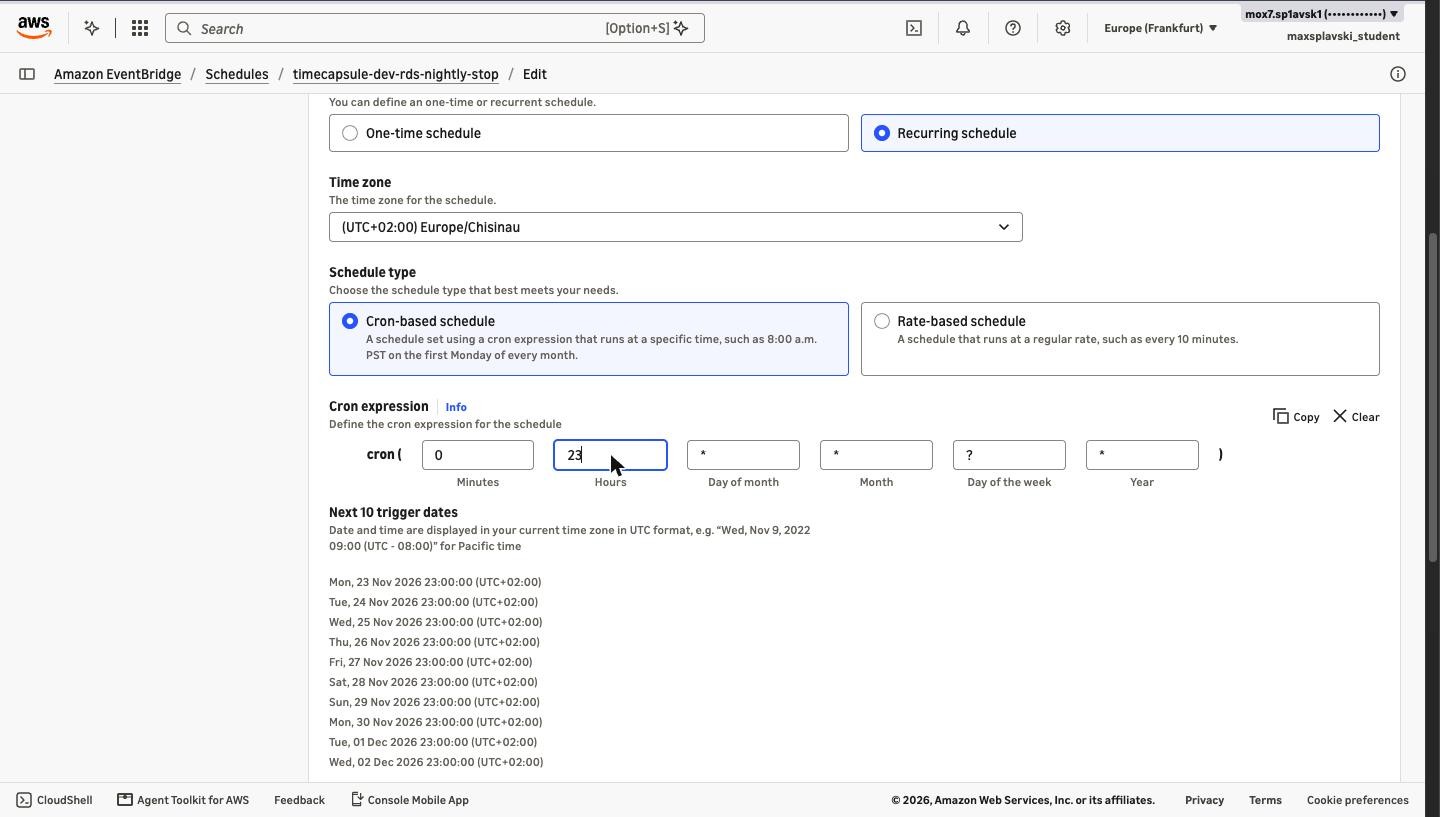 aws
Search
[Option+S]
Europe (Frankfurt)
mox7.sp1avsk1 (••••••••••••)
maxsplavski_student
Amazon EventBridge / Schedules / timecapsule-dev-rds-nightly-stop / Edit
You can define an one-time or recurrent schedule.
One-time schedule
Recurring schedule
Time zone
The time zone for the schedule.
(UTC+02:00) Europe/Chisinau
Schedule type
Choose the schedule type that best meets your needs.
Cron-based schedule
A schedule set using a cron expression that runs at a specific time, such as 8:00 a.m.
PST on the first Monday of every month.
Rate-based schedule
A schedule that runs at a regular rate, such as every 10 minutes.
Cron expression Info
Define the cron expression for the schedule
Copy Clear
cron ( 0 23 * * ? * )
Minutes Hours Day of month Month Day of the week Year
Next 10 trigger dates
Date and time are displayed in your current time zone in UTC format, e.g. “Wed, Nov 9, 2022
09:00 (UTC - 08:00)” for Pacific time
Mon, 23 Nov 2026 23:00:00 (UTC+02:00)
Tue, 24 Nov 2026 23:00:00 (UTC+02:00)
Wed, 25 Nov 2026 23:00:00 (UTC+02:00)
Thu, 26 Nov 2026 23:00:00 (UTC+02:00)
Fri, 27 Nov 2026 23:00:00 (UTC+02:00)
Sat, 28 Nov 2026 23:00:00 (UTC+02:00)
Sun, 29 Nov 2026 23:00:00 (UTC+02:00)
Mon, 30 Nov 2026 23:00:00 (UTC+02:00)
Tue, 01 Dec 2026 23:00:00 (UTC+02:00)
Wed, 02 Dec 2026 23:00:00 (UTC+02:00)
CloudShell Agent Toolkit for AWS Feedback Console Mobile App © 2026, Amazon Web Services, Inc. or its affiliates. Privacy Terms Cookie preferences